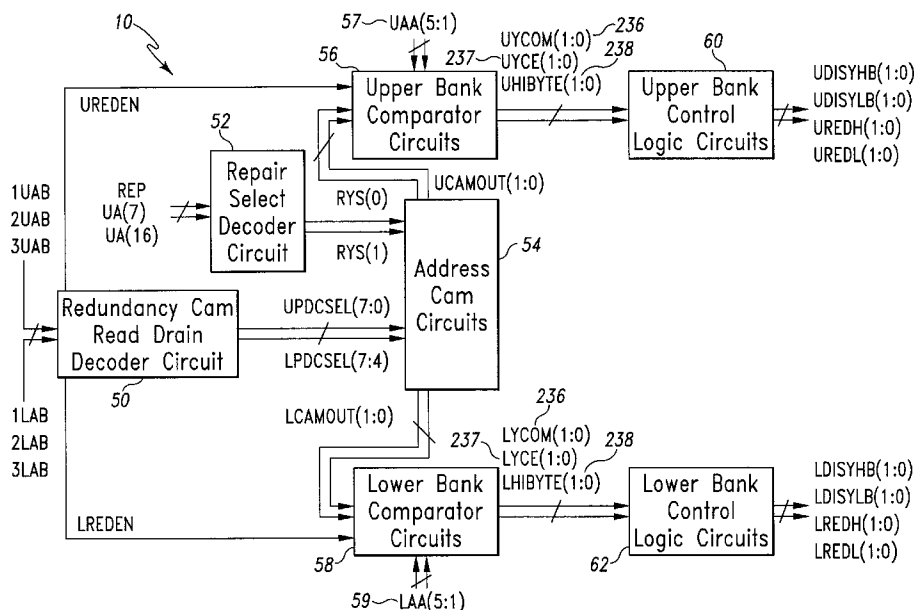 10
57
UAA(5:1)
UYCOM(1:0)
236
237
UYCE(1:0)
238
UHIBYTE(1:0)
56
60
UREDEN
Upper Bank
Comparator
Circuits
Upper Bank
Control
Logic Circuits
UDISYHB(1:0)
UDISYLB(1:0)
UREDH(1:0)
UREDL(1:0)
52
Repair
Select
Decoder
Circuit
REP
UA(7)
UA(16)
UCAMOUT(1:0)
RYS(0)
RYS(1)
54
Address
Cam
Circuits
1UAB
2UAB
3UAB
Redundancy Cam
Read Drain
Decoder Circuit
50
UPDCSEL(7:0)
LPDCSEL(7:4)
1LAB
2LAB
3LAB
LCAMOUT(1:0)
LYCOM(1:0)
236
237
LYCE(1:0)
238
LHIBYTE(1:0)
LREDEN
Lower Bank
Comparator
Circuits
58
Lower Bank
Control
Logic Circuits
62
LDISYHB(1:0)
LDISYLB(1:0)
LREDH(1:0)
LREDL(1:0)
59
LAA(5:1)